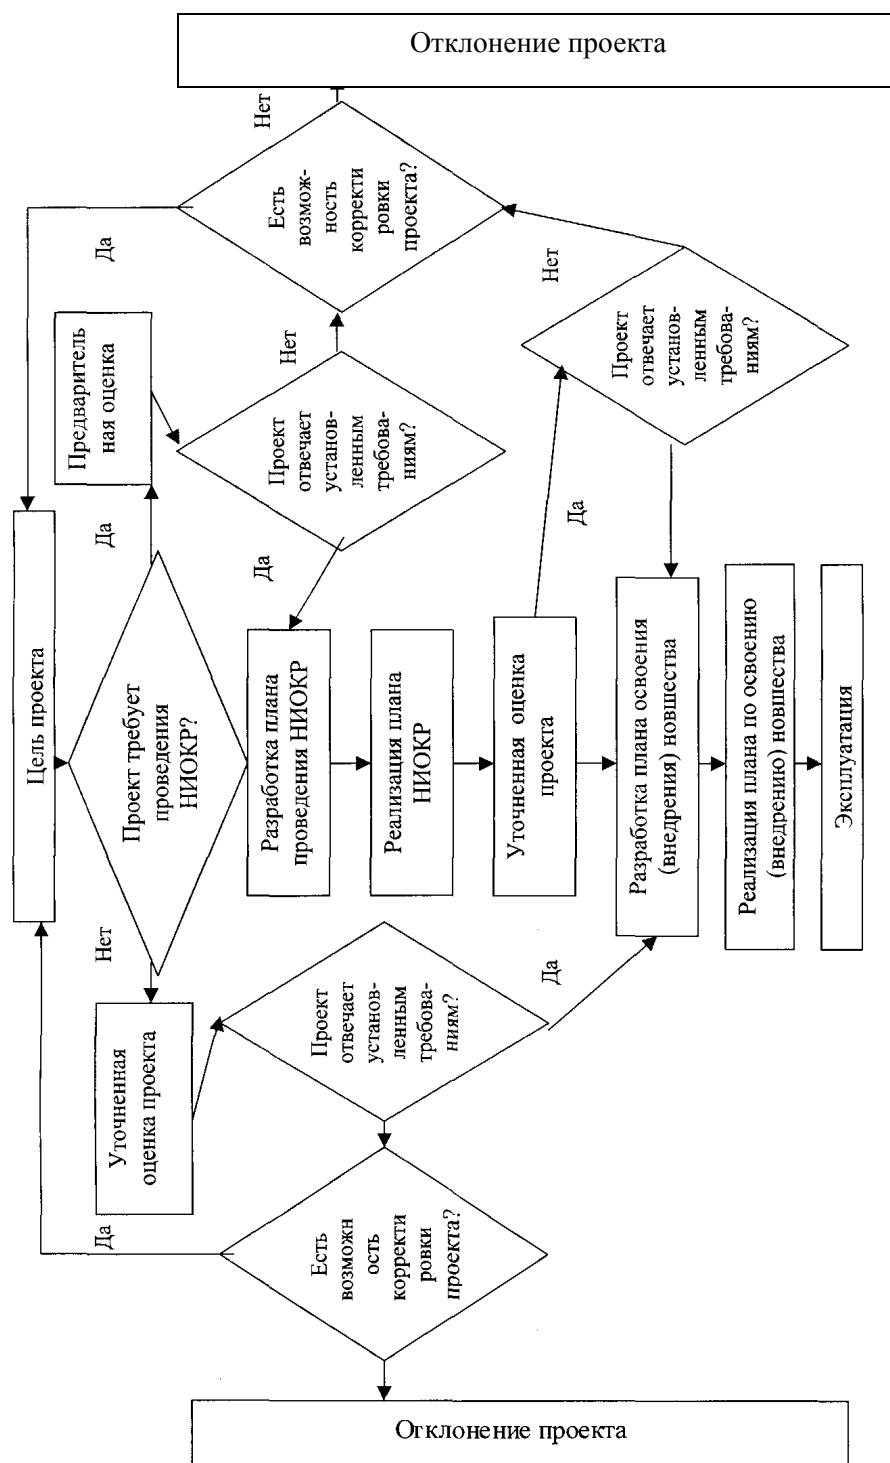 Отклонение проекта
Нет
Есть
возмож-
ность
корректи
ровки
проекта?
Да
Предваритель
ная оценка
Нет
Проект
отвечает
установ-
ленным
требова-
ниям?
Да
Нет
Проект
отвечает
установ-
ленным
требова-
ниям?
Да
Цель проекта
Да
Проект требует
проведения
НИОКР?
Нет
Разработка плана
проведения НИОКР
Реализация плана
НИОКР
Уточненная оценка
проекта
Разработка плана освоения
(внедрения) новшества
Реализация плана по освоению
(внедрению) новшества
Эксплуатация
Уточненная
оценка проекта
Проект
отвечает
установ-
ленным
требова-
ниям?
Да
Да
Есть
возможн
ость
корректи
ровки
проекта?
Отклонение проекта